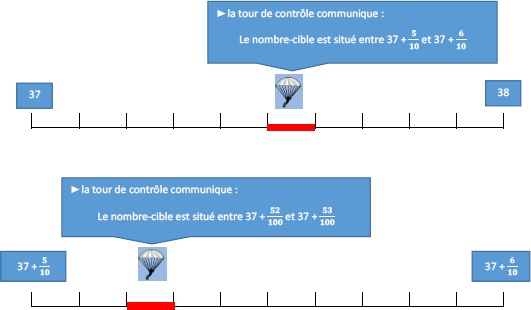 ►la tour de contrôle communique :
Le nombre-cible est situé entre 37 + 5/10 et 37 + 6/10
37
38
►la tour de contrôle communique :
Le nombre-cible est situé entre 37 + 52/100 et 37 + 53/100
37 + 5/10
37 + 6/10